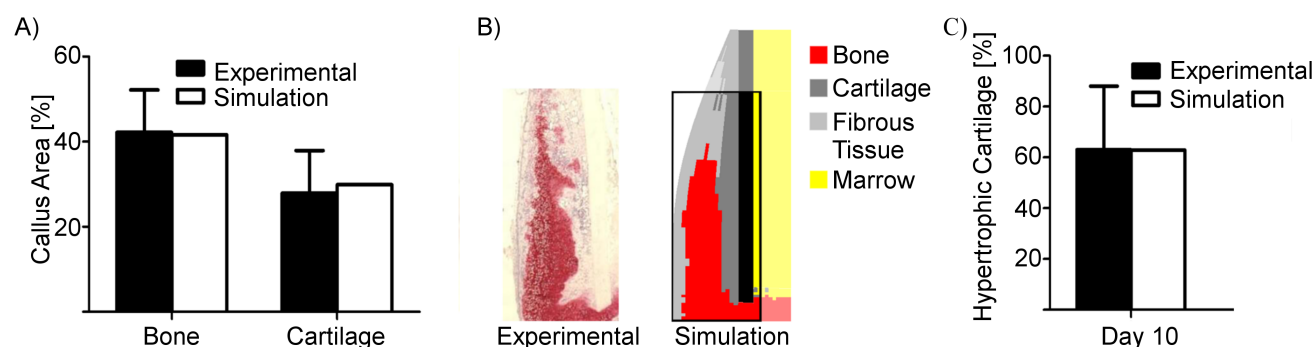 A)
Callus Area [%]
60
40
20
Experimental
Simulation
Bone
Cartilage
B)
Experimental
Simulation
Bone
Cartilage
Fibrous
Tissue
Marrow
C)
Hypertrophic Cartilage [%]
100
80
60
40
20
Experimental
Simulation
Day 10